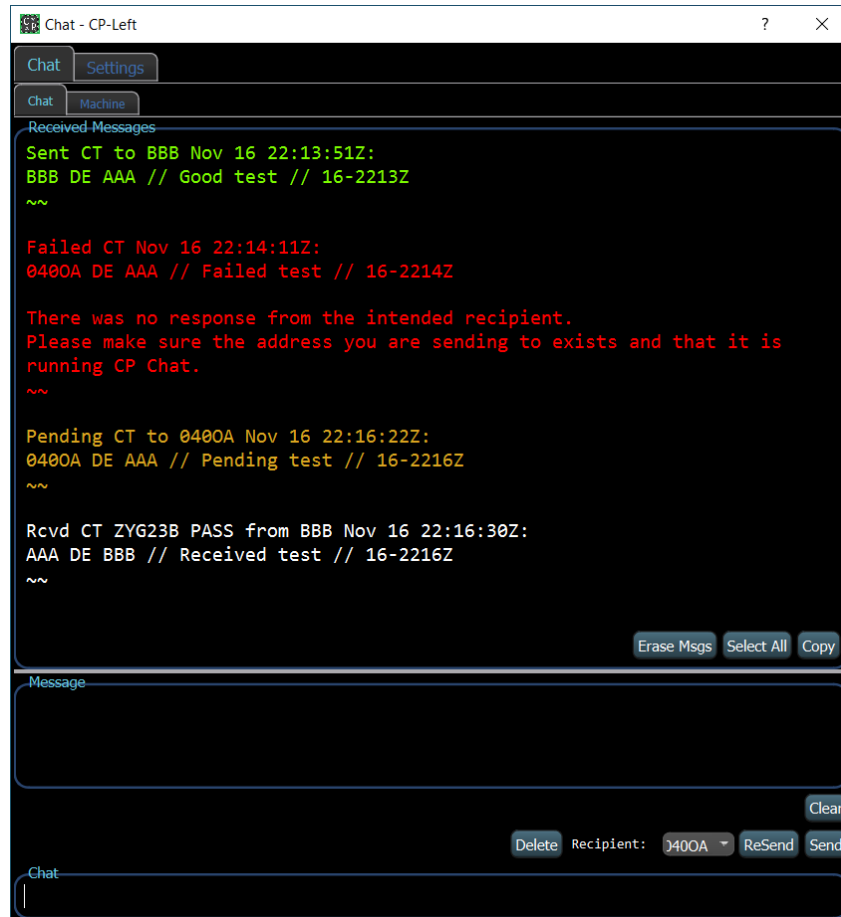 Chat - CP-Left
?
Chat Settings
Chat Machine
Received Messages
Sent CT to BBB Nov 16 22:13:51Z:
BBB DE AAA // Good test // 16-2213Z
~~
Failed CT Nov 16 22:14:11Z:
040OA DE AAA // Failed test // 16-2214Z
There was no response from the intended recipient.
Please make sure the address you are sending to exists and that it is
running CP Chat.
~~
Pending CT to 040OA Nov 16 22:16:22Z:
040OA DE AAA // Pending test // 16-2216Z
~~
Rcvd CT ZYG23B PASS from BBB Nov 16 22:16:30Z:
AAA DE BBB // Received test // 16-2216Z
~~
Erase Msgs Select All Copy
Message
Clear
Delete Recipient: 040OA ReSend Send
Chat